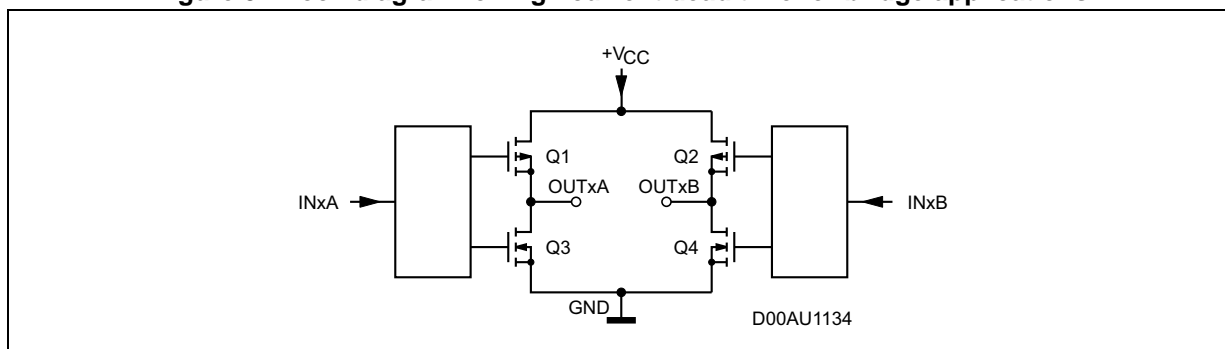 +VCC
Q1
Q2
INxA
OUTxA
OUTxB
INxB
Q3
Q4
GND
D00AU1134